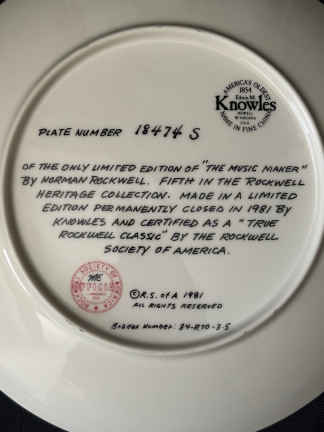 AMERICA'S OLDEST
1854
Edwin M.
Knowles
NAME IN FINE CHINA
PLATE NUMBER 18474 S
OF THE ONLY LIMITED EDITION OF "THE MUSIC MAKER"
BY NORMAN ROCKWELL. FIFTH IN THE ROCKWELL
HERITAGE COLLECTION. MADE IN A LIMITED
EDITION PERMANENTLY CLOSED IN 1981 BY
KNOWLES AND CERTIFIED AS A "TRUE
ROCKWELL CLASSIC" BY THE ROCKWELL
SOCIETY OF AMERICA.
SOCIETY OF
© R.S. of A 1981
ALL RIGHTS RESERVED
Bradex Number: 84-R70-3.5